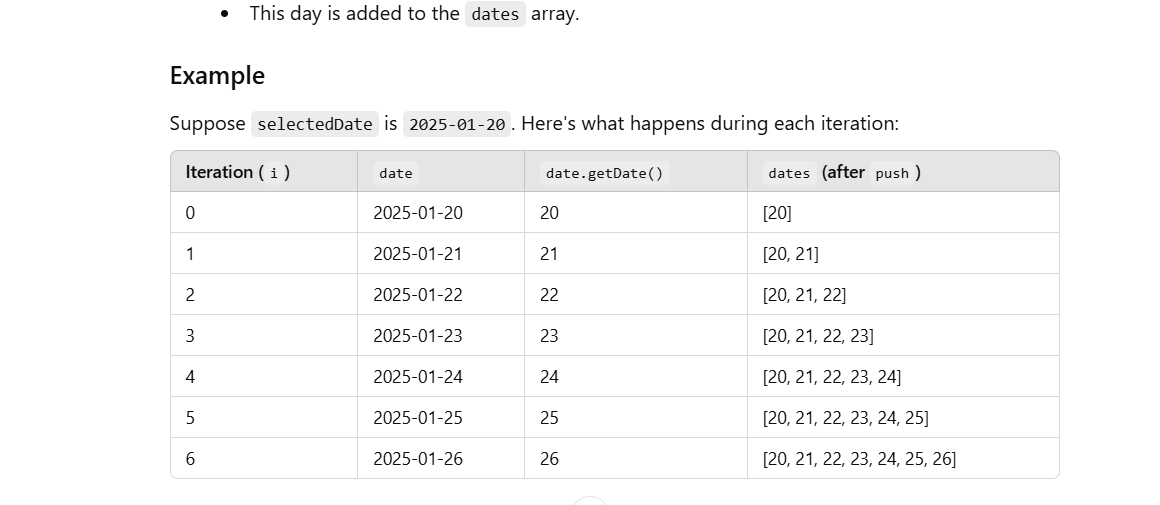 This day is added to the dates array.
Example
Suppose selectedDate is 2025-01-20. Here's what happens during each iteration:
Iteration ( i ) date date.getDate() dates (after push )
0 2025-01-20 20 [20]
1 2025-01-21 21 [20, 21]
2 2025-01-22 22 [20, 21, 22]
3 2025-01-23 23 [20, 21, 22, 23]
4 2025-01-24 24 [20, 21, 22, 23, 24]
5 2025-01-25 25 [20, 21, 22, 23, 24, 25]
6 2025-01-26 26 [20, 21, 22, 23, 24, 25, 26]